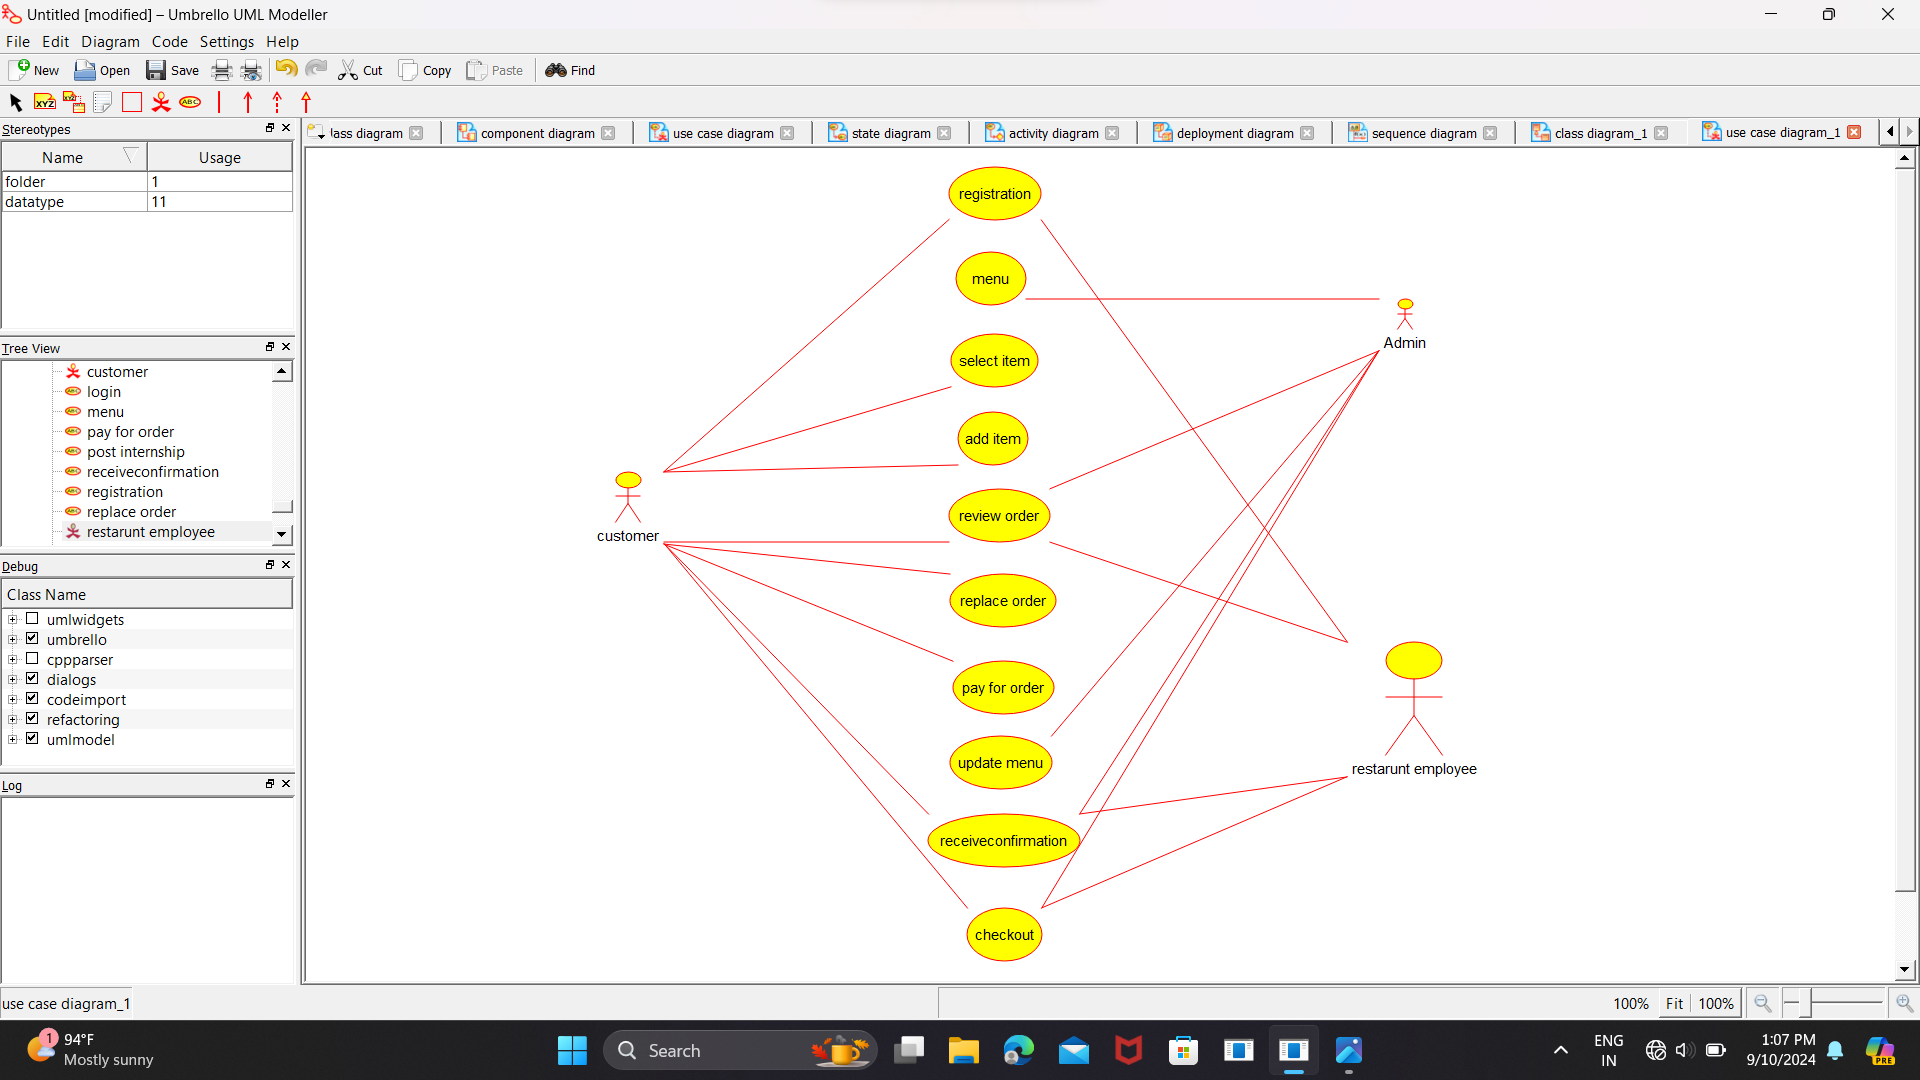 Untitled [modified] – Umbrello UML Modeller
File Edit Diagram Code Settings Help
New Open Save Cut Copy Paste Find
XYZ XYZ ABC
Stereotypes
Name Usage
folder 1
datatype 11
Tree View
customer
login
menu
pay for order
post internship
receiveconfirmation
registration
replace order
restarunt employee
Debug
Class Name
umlwidgets
umbrello
cppparser
dialogs
codeimport
refactoring
umlmodel
Log
lass diagram component diagram use case diagram state diagram activity diagram deployment diagram sequence diagram class diagram_1 use case diagram_1
registration
menu
Admin
select item
add item
customer
review order
replace order
pay for order
update menu
restarunt employee
receiveconfirmation
checkout
use case diagram_1
100% Fit 100%
1
94°F
Mostly sunny
Search
ENG
IN
1:07 PM
9/10/2024
PRE